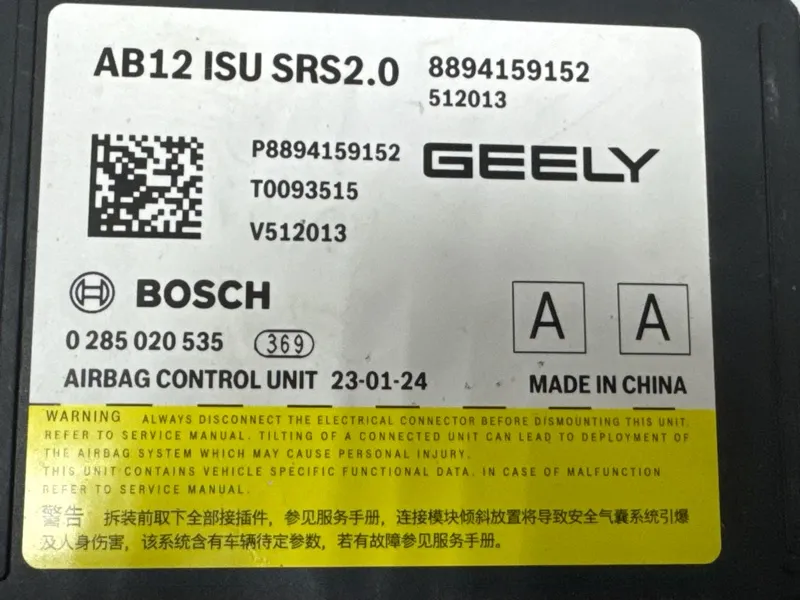 AB12 ISU SRS2.0 8894159152
512013
P8894159152 GEELY
T0093515
V512013
BOSCH
0 285 020 535 369
A A
AIRBAG CONTROL UNIT 23-01-24 MADE IN CHINA
WARNING ALWAYS DISCONNECT THE ELECTRICAL CONNECTOR BEFORE DISMOUNTING THIS UNIT.
REFER TO SERVICE MANUAL. TILTING OF A CONNECTED UNIT CAN LEAD TO DEPLOYMENT OF
THE AIRBAG SYSTEM WHICH MAY CAUSE PERSONAL INJURY.
THIS UNIT CONTAINS VEHICLE SPECIFIC FUNCTIONAL DATA. IN CASE OF MALFUNCTION
REFER TO SERVICE MANUAL.
警告 拆装前取下全部接插件，参见服务手册，连接模块倾斜放置将导致安全气囊系统引爆
及人身伤害，该系统含有车辆待定参数，若有故障参见服务手册。